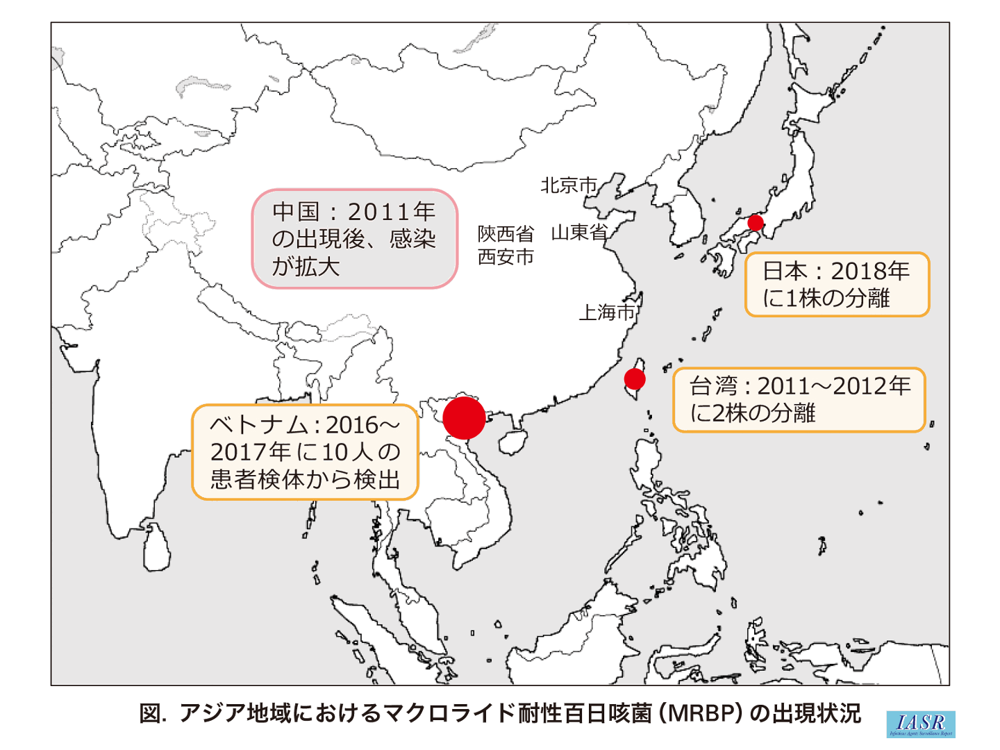 北京市
中国：2011年
の出現後、感染
が拡大
陝西省
西安市
山東省
日本：2018年
に1株の分離
上海市
台湾：2011～2012年
に2株の分離
ベトナム：2016～
2017年に10人の
患者検体から検出
図. アジア地域におけるマクロライド耐性百日咳菌（MRBP）の出現状況
IASR
Infectious Agents Surveillance Report